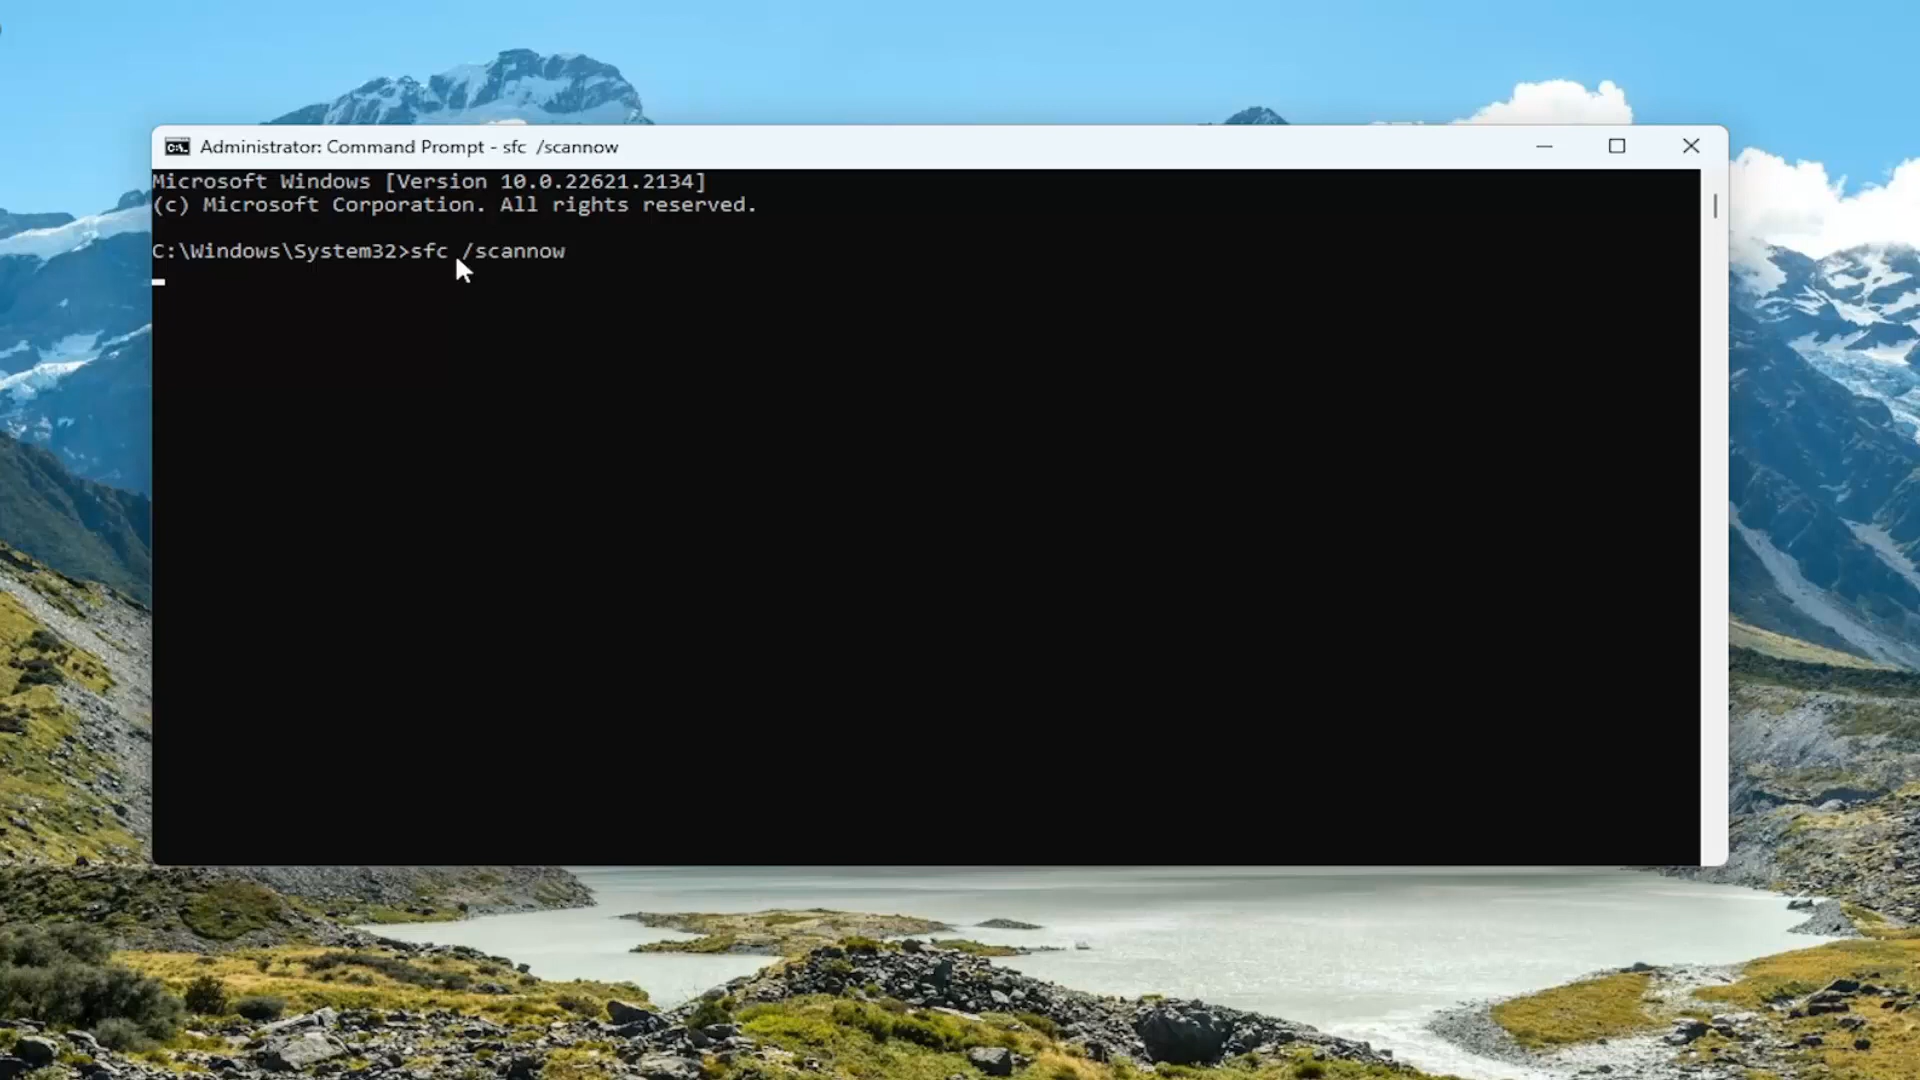 Administrator: Command Prompt - sfc  /scannow
Microsoft Windows [Version 10.0.22621.2134]
(c) Microsoft Corporation. All rights reserved.
C:\Windows\System32>sfc /scannow